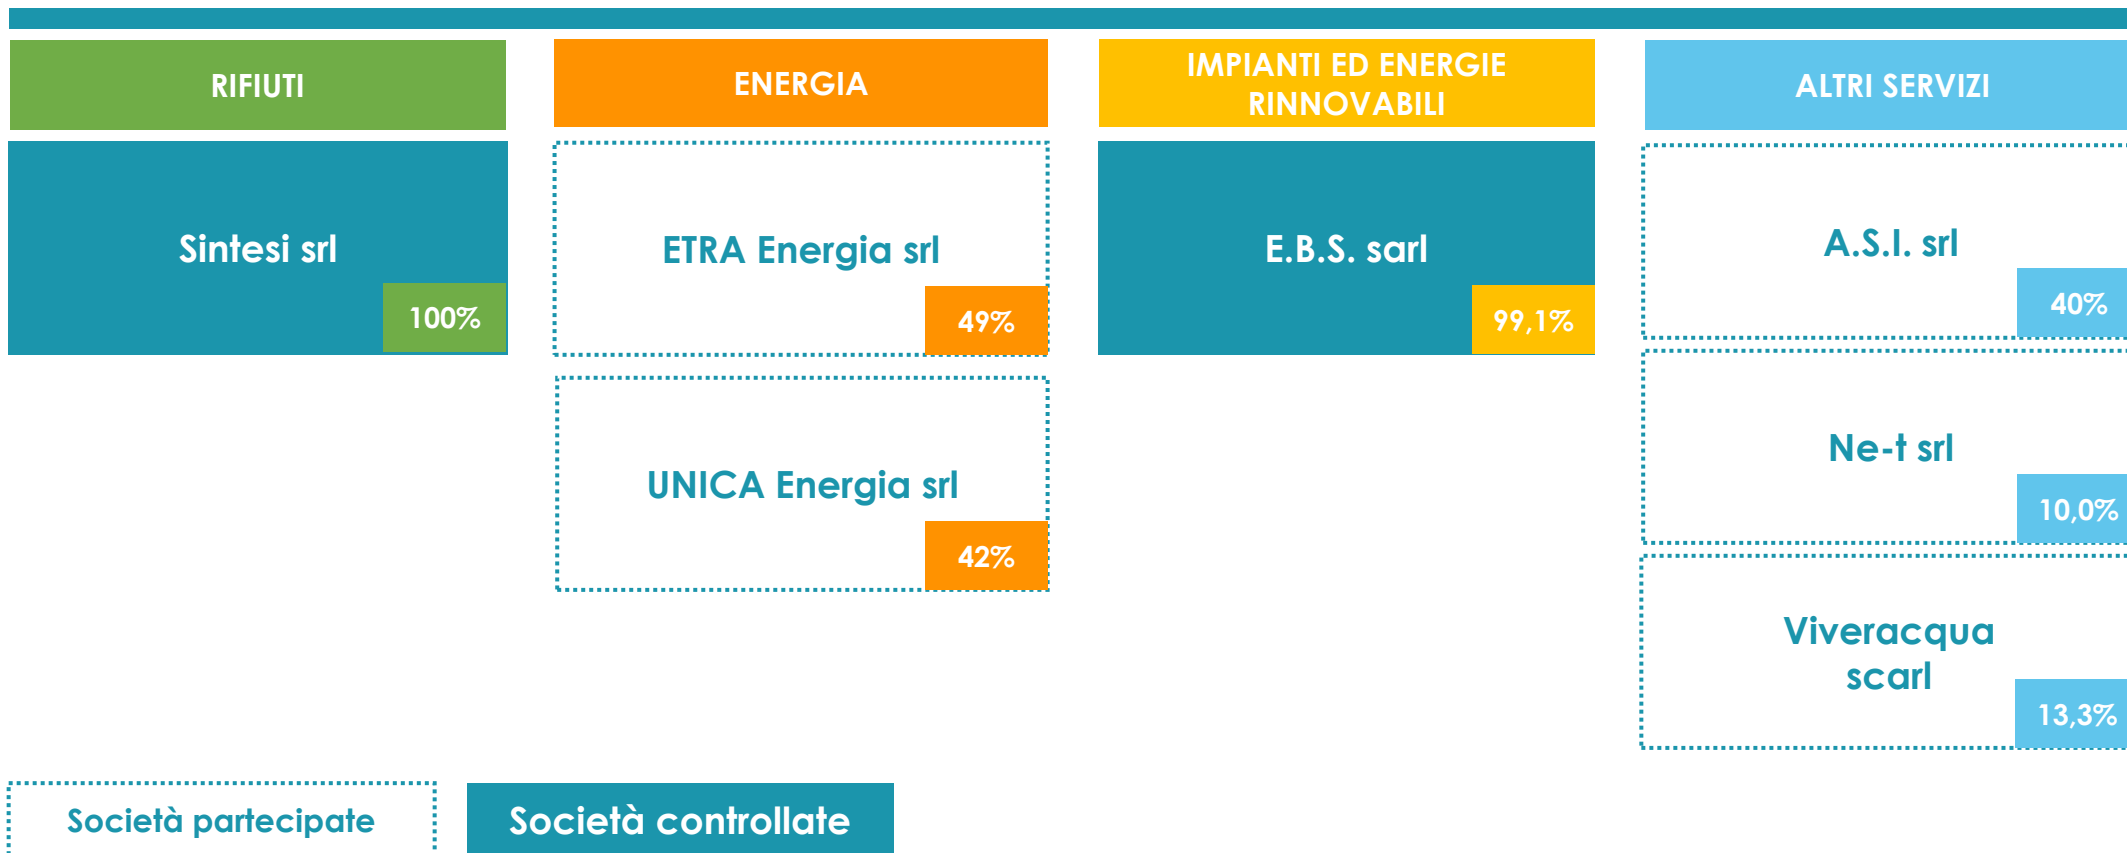 RIFIUTI
Sintesi srl
100%
ENERGIA
ETRA Energia srl
49%
UNICA Energia srl
42%
IMPIANTI ED ENERGIE
RINNOVABILI
E.B.S. sarl
99,1%
ALTRI SERVIZI
A.S.I. srl
40%
Ne-t srl
10,0%
Viveracqua
scarl
13,3%
Società partecipate
Società controllate